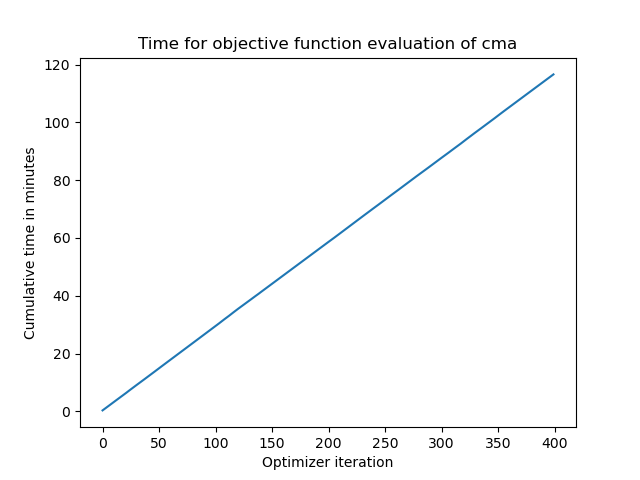 Time for objective function evaluation of cma
120
100
80
60
40
20
0
Cumulative time in minutes
0 50 100 150 200 250 300 350 400
Optimizer iteration